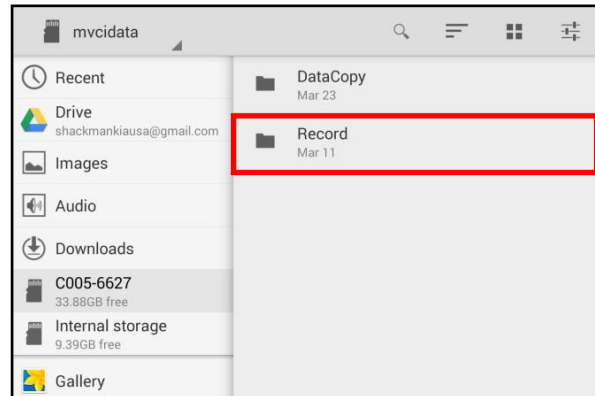 mvcidata
Recent
Drive
shackmankiausa@gmail.com
Images
Audio
Downloads
C005-6627
33.88GB free
Internal storage
9.39GB free
Gallery
DataCopy
Mar 23
Record
Mar 11